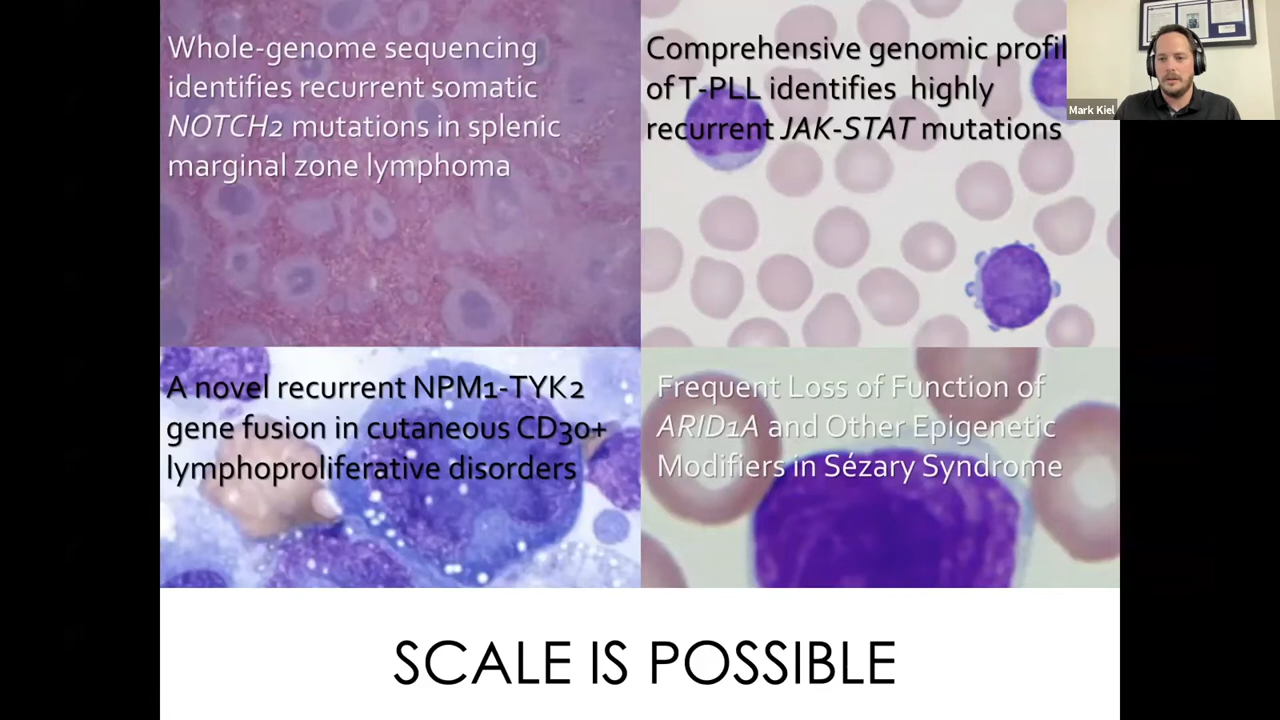 Whole-genome sequencing
identifies recurrent somatic
NOTCH2 mutations in splenic
marginal zone lymphoma
Comprehensive genomic profil
of T-PLL identifies highly
recurrent JAK-STAT mutations
Mark Kiel
A novel recurrent NPM1-TYK2
gene fusion in cutaneous CD30+
lymphoproliferative disorders
Frequent Loss of Function of
ARID1A and Other Epigenetic
Modifiers in Sézary Syndrome
SCALE IS POSSIBLE